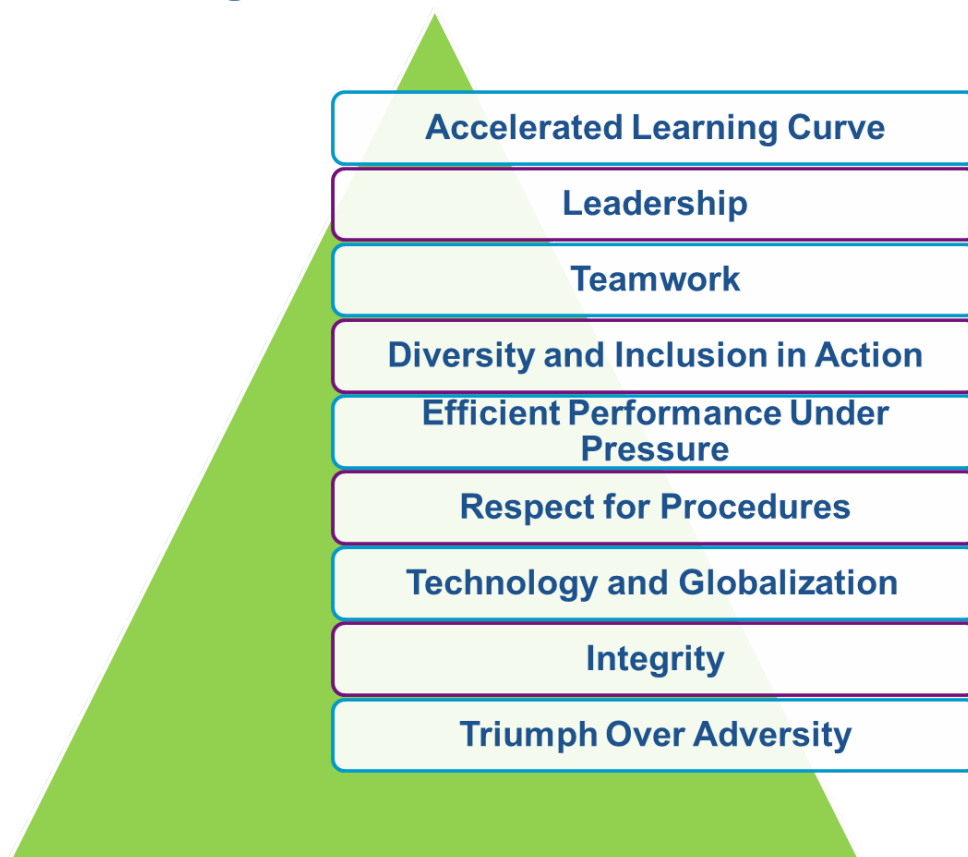 Accelerated Learning Curve
Leadership
Teamwork
Diversity and Inclusion in Action
Efficient Performance Under
Pressure
Respect for Procedures
Technology and Globalization
Integrity
Triumph Over Adversity